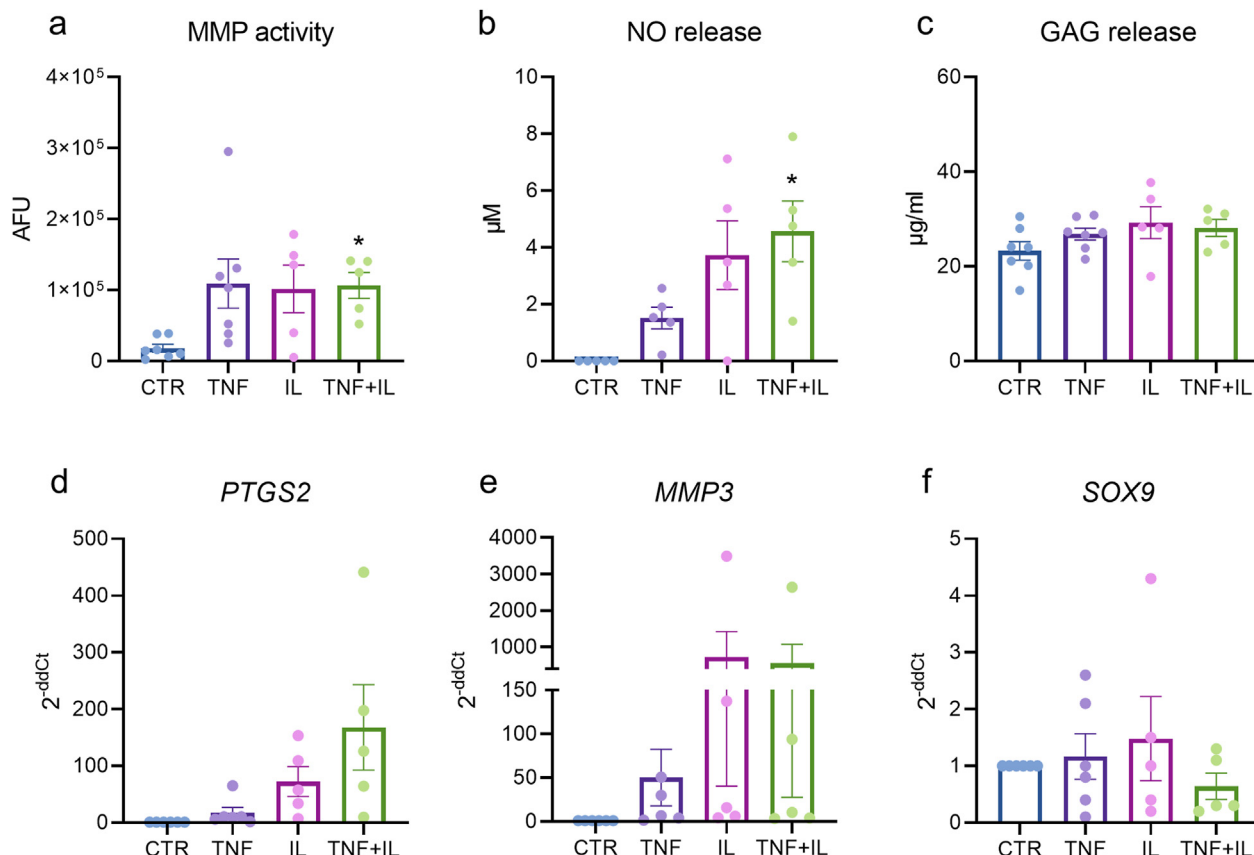 a MMP activity
4×10⁵
3×10⁵
2×10⁵
1×10⁵
0
AFU
CTR TNF IL TNF+IL
*
b NO release
10
8
6
4
2
0
µM
CTR TNF IL TNF+IL
*
c GAG release
60
40
20
0
µg/ml
CTR TNF IL TNF+IL
d PTGS2
500
400
300
200
100
0
2^-ddCt
CTR TNF IL TNF+IL
e MMP3
4000
3000
2000
1000
150
100
50
0
2^-ddCt
CTR TNF IL TNF+IL
f SOX9
5
4
3
2
1
0
2^-ddCt
CTR TNF IL TNF+IL